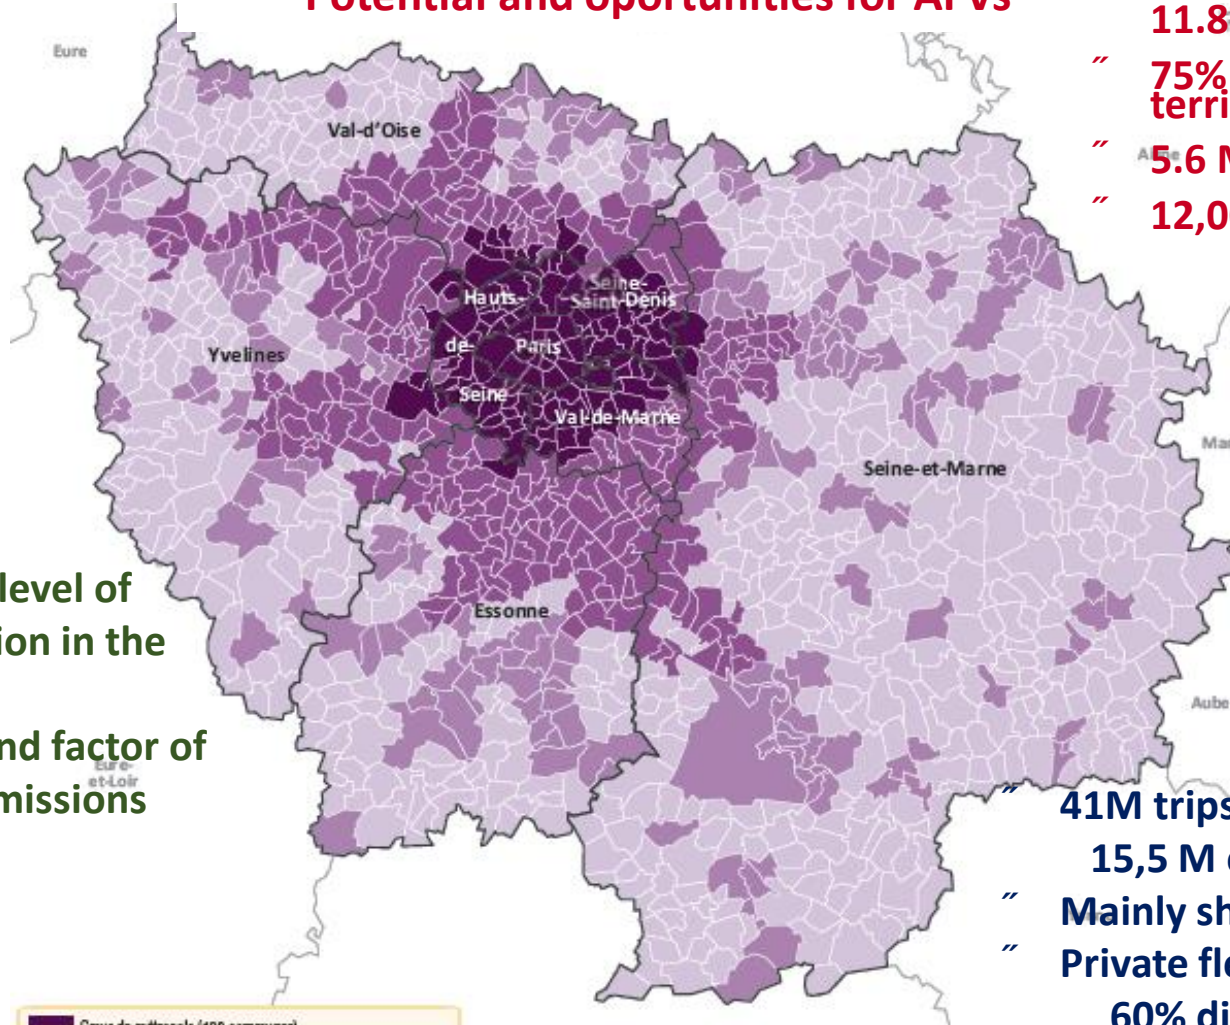 Potential and oportunities for AFVs
11.8
˝ 75%
terri
˝ 5.6 M
˝ 12,0
Eure
Val-d'Oise
Hauts-
Seine-
Saint-Denis
de-
Paris
Yvelines
Seine
Val-de-Marne
Seine-et-Marne
Essonne
level of
ion in the
nd factor of
missions
Eure-
et-Loir
Aube
˝ 41M trips
15,5 M
˝ Mainly sh
˝ Private fle
60% di